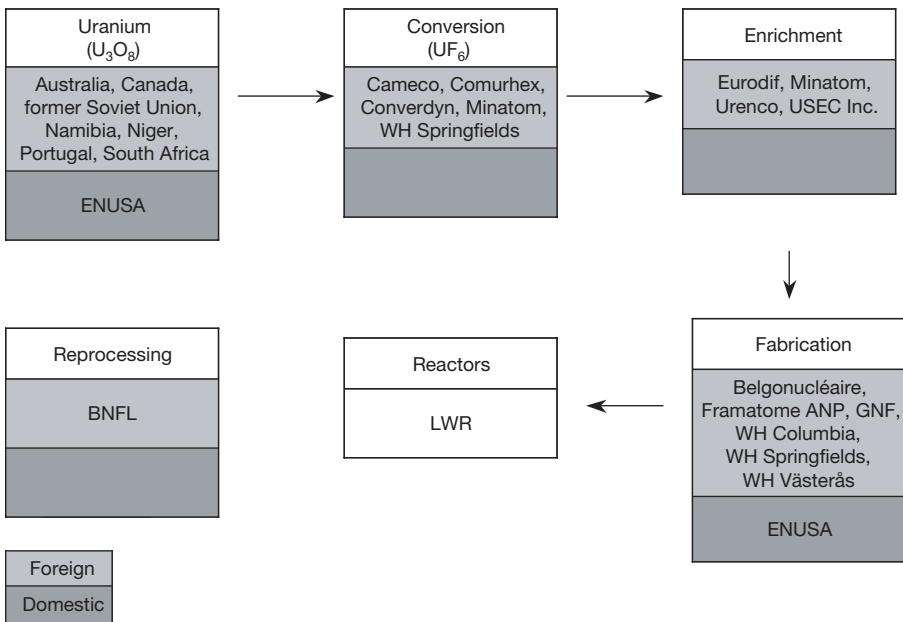 Uranium
(U₃O₈)
Australia, Canada,
former Soviet Union,
Namibia, Niger,
Portugal, South Africa
ENUSA
Conversion
(UF₆)
Cameco, Comurhex,
Converdyn, Minatom,
WH Springfields
Enrichment
Eurodif, Minatom,
Urenco, USEC Inc.
Reprocessing
BNFL
Reactors
LWR
Fabrication
Belgonucléaire,
Framatome ANP, GNF,
WH Columbia,
WH Springfields,
WH Västerås
ENUSA
Foreign
Domestic